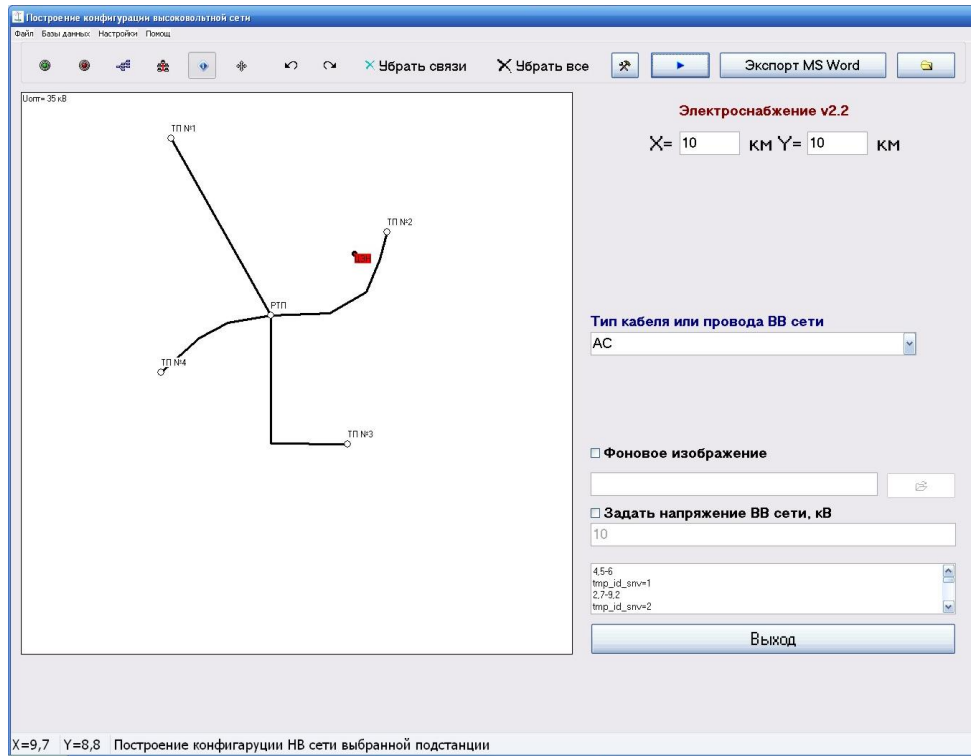 Построение конфигурации высоковольтной сети
Файл Базы данных Настройки Помощ
Убрать связи Убрать все Экспорт MS Word
Uопт= 35 кВ
Электроснабжение v2.2
X= 10 км Y= 10 км
ТП №1
ТП №2
РТП
ТП №4
ТП №3
Тип кабеля или провода ВВ сети
АС
Фоновое изображение
Задать напряжение ВВ сети, кВ
10
4,5-6
tmp_id_snv=1
2,7-9,2
tmp_id_snv=2
Выход
X=9,7 Y=8,8 Построение конфигаруции НВ сети выбранной подстанции